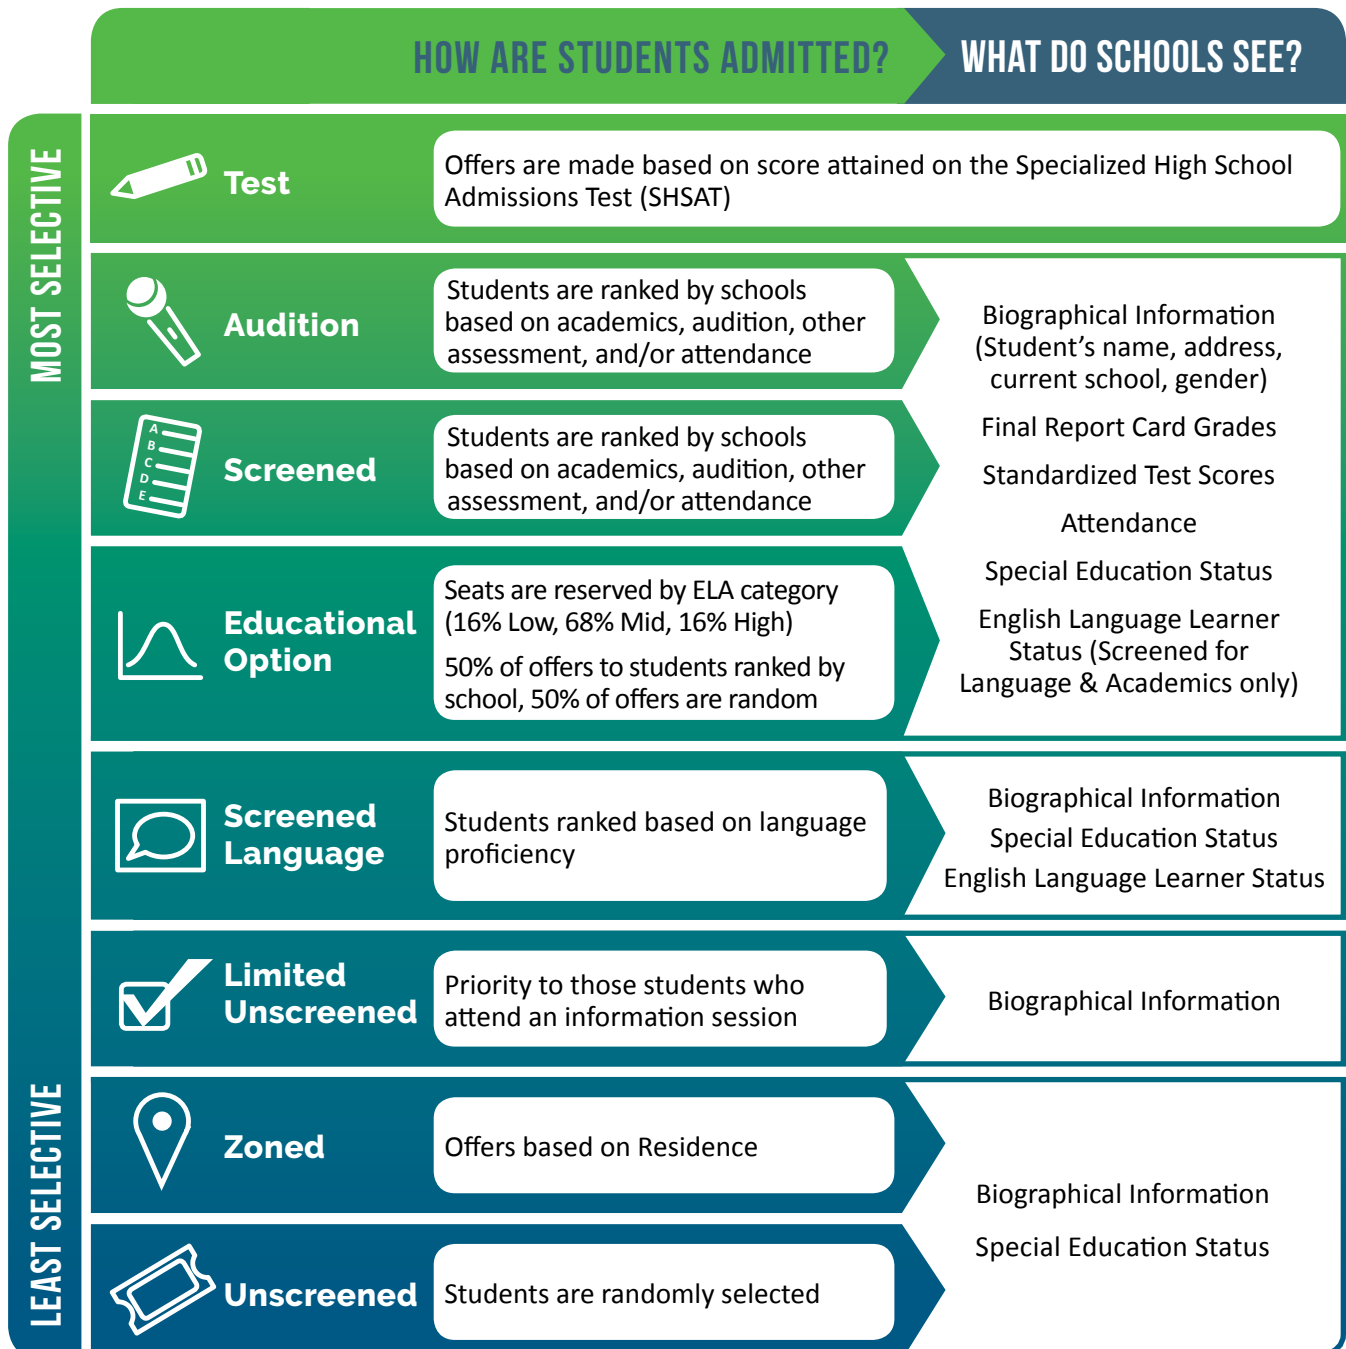 HOW ARE STUDENTS ADMITTED?
WHAT DO SCHOOLS SEE?
MOST SELECTIVE
Test
Offers are made based on score attained on the Specialized High School
Admissions Test (SHSAT)
Audition
Students are ranked by schools
based on academics, audition, other
assessment, and/or attendance
A
B
C
D
E
Screened
Students are ranked by schools
based on academics, audition, other
assessment, and/or attendance
Educational
Option
Seats are reserved by ELA category
(16% Low, 68% Mid, 16% High)
50% of offers to students ranked by
school, 50% of offers are random
Biographical Information
(Student's name, address,
current school, gender)
Final Report Card Grades
Standardized Test Scores
Attendance
Special Education Status
English Language Learner
Status (Screened for
Language & Academics only)
Screened
Language
Students ranked based on language
proficiency
Biographical Information
Special Education Status
English Language Learner Status
Limited
Unscreened
Priority to those students who
attend an information session
Biographical Information
LEAST SELECTIVE
Zoned
Offers based on Residence
Unscreened
Students are randomly selected
Biographical Information
Special Education Status